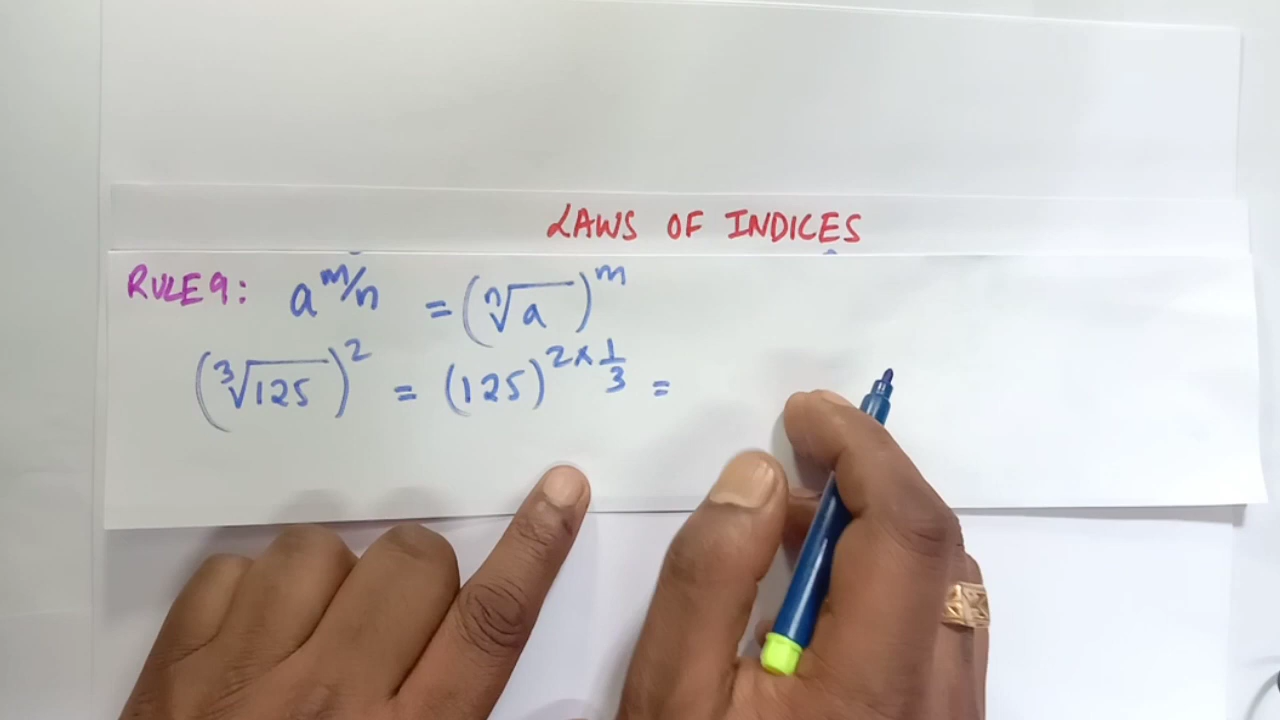 LAWS OF INDICES
RULE 9: a^m/n = (ⁿ√a)^m
(³√125)² = (125)^2×1/3 =